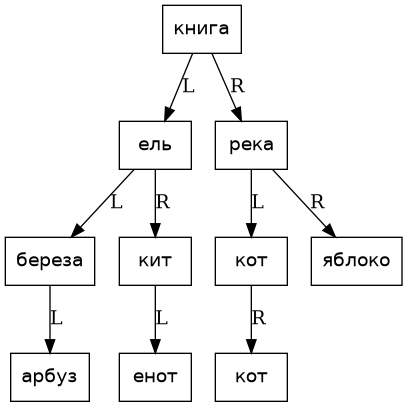 книга
L R
ель река
L R L R
береза кит кот яблоко
L L R
арбуз енот кот